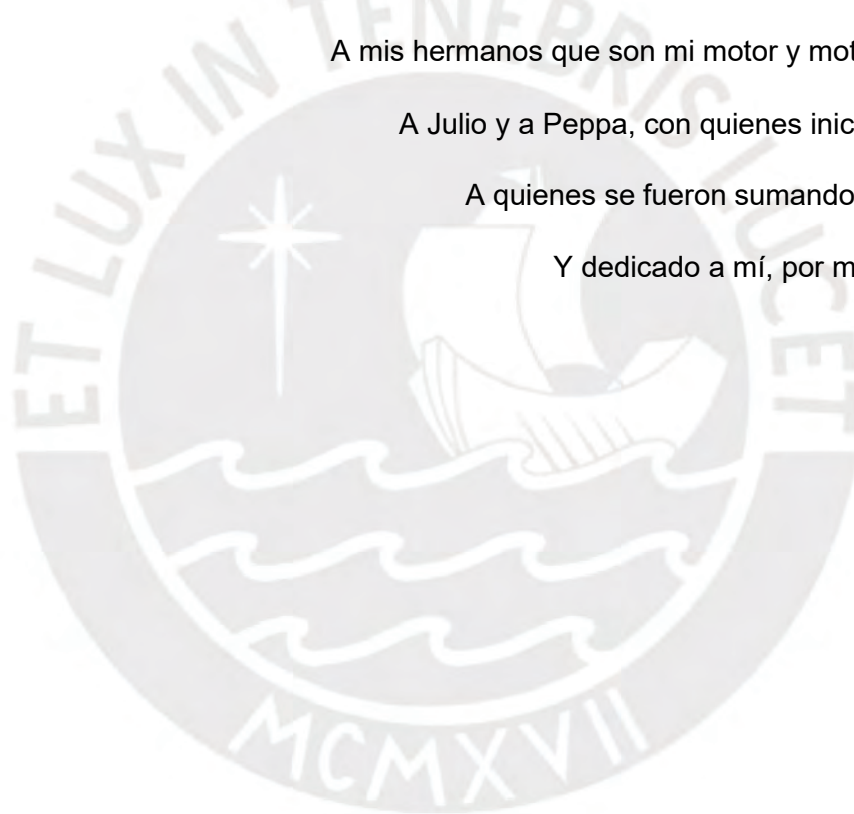 ET LUX IN TENEBRIS LUCET
A mis hermanos que son mi motor y mot
A Julio y a Peppa, con quienes inic
A quienes se fueron sumando
Y dedicado a mí, por m
MCMXVII